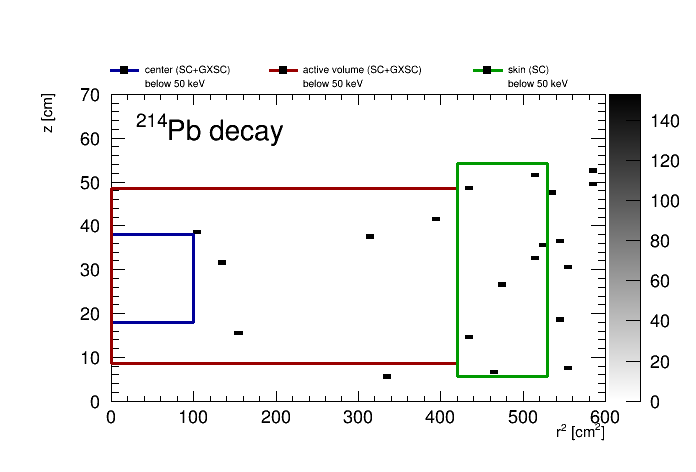 center (SC+GXSC)
below 50 keV
active volume (SC+GXSC)
below 50 keV
skin (SC)
below 50 keV
z [cm]
70
60
50
40
30
20
10
0
²¹⁴Pb decay
140
120
100
80
60
40
20
0
0 100 200 300 400 500 600
r² [cm²]